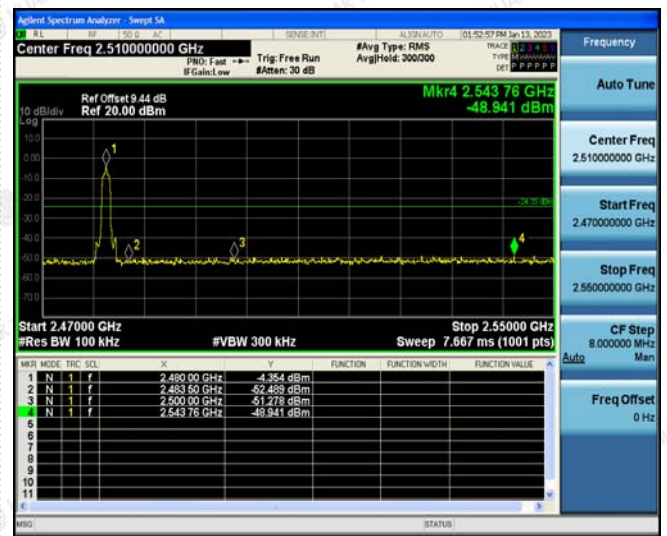 Agilent Spectrum Analyzer - Swept SA
RL RF 50 Ω AC SENSE:INT ALIGN AUTO 01:52:57 PM Jan 13, 2023
Center Freq 2.510000000 GHz
PNO: Fast Trig: Free Run
IFGain:Low #Atten: 30 dB
#Avg Type: RMS
Avg|Hold: 300/300
TRACE 1 2 3 4 5 6
TYPE
DET P P P P P P
Frequency
Auto Tune
Center Freq
2.510000000 GHz
Start Freq
2.470000000 GHz
Stop Freq
2.550000000 GHz
CF Step
8.000000 MHz
Auto Man
Freq Offset
0 Hz
Mkr4 2.543 76 GHz
-48.941 dBm
Ref Offset 9.44 dB
10 dB/div Ref 20.00 dBm
Log
10.0
0.00
-10.0
-20.0
-30.0
-40.0
-50.0
-60.0
-70.0
1
2
3
4
-24.35 dBm
Start 2.47000 GHz Stop 2.55000 GHz
#Res BW 100 kHz #VBW 300 kHz Sweep 7.667 ms (1001 pts)
MKR MODE TRC SCL X Y FUNCTION FUNCTION WIDTH FUNCTION VALUE
1 N 1 f 2.480 00 GHz -4.354 dBm
2 N 1 f 2.483 50 GHz -52.489 dBm
3 N 1 f 2.500 00 GHz -51.278 dBm
4 N 1 f 2.543 76 GHz -48.941 dBm
5
6
7
8
9
10
11
MSG STATUS